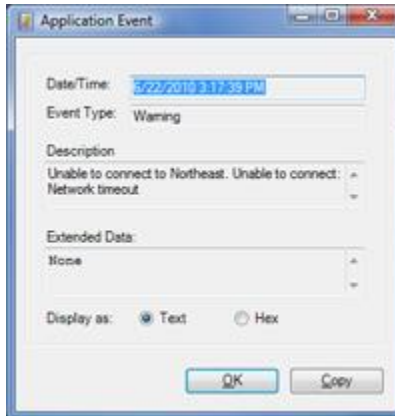 Application Event
Date/Time: 6/22/2010 3:17:39 PM
Event Type: Warning
Description
Unable to connect to Northeast. Unable to connect:
Network timeout
Extended Data:
None
Display as: Text Hex
OK Copy